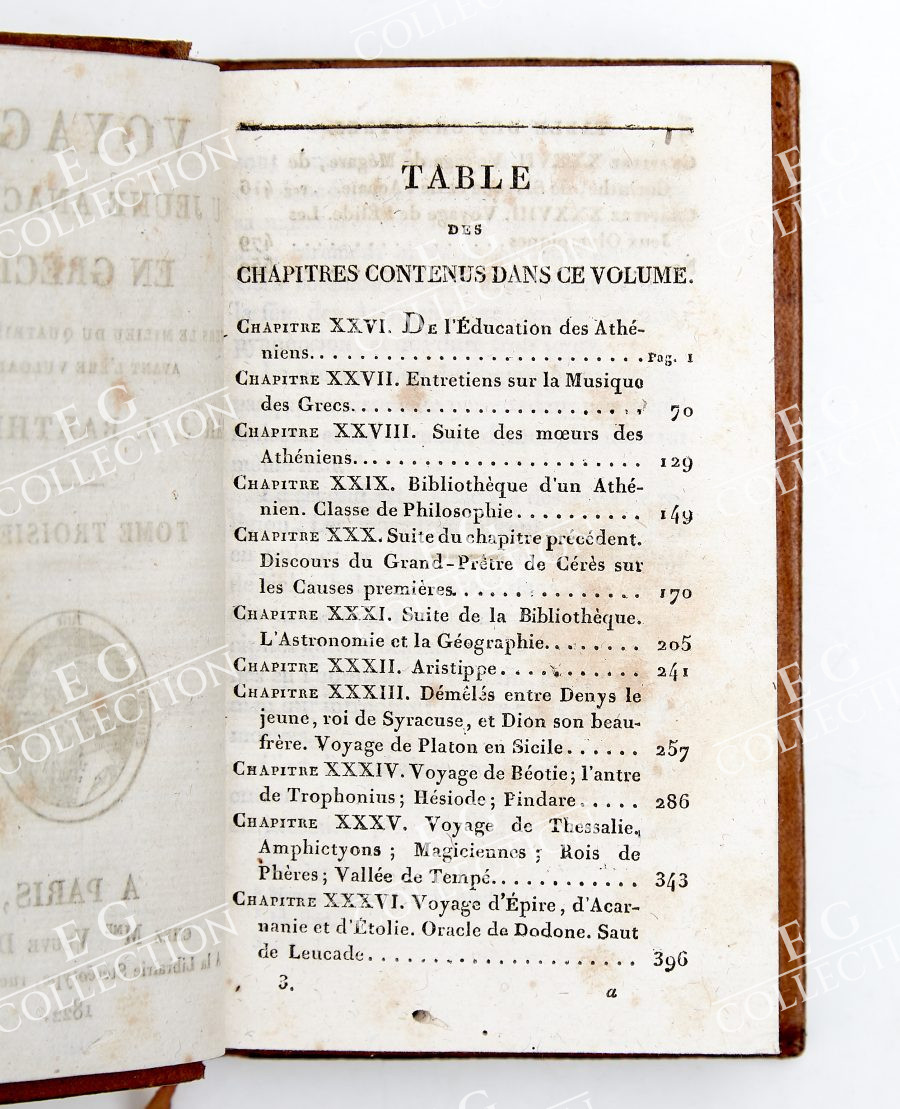 TABLE
DES
CHAPITRES CONTENUS DANS CE VOLUME.
CHAPITRE XXVI. DE l'Éducation des Athé-
niens. . . . . . . . . . . . . . . . . . . . . . . . Pag. 1
CHAPITRE XXVII. Entretiens sur la Musique
des Grecs. . . . . . . . . . . . . . . . . . . . . . 70
CHAPITRE XXVIII. Suite des mœurs des
Athéniens. . . . . . . . . . . . . . . . . . . . . . 129
CHAPITRE XXIX. Bibliothèque d'un Athé-
nien. Classe de Philosophie . . . . . . . . . . 149
CHAPITRE XXX. Suite du chapitre précédent.
Discours du Grand-Prêtre de Cérès sur
les Causes premières. . . . . . . . . . . . . . 170
CHAPITRE XXXI. Suite de la Bibliothèque.
L'Astronomie et la Géographie. . . . . . . . 205
CHAPITRE XXXII. Aristippe. . . . . . . . . . 241
CHAPITRE XXXIII. Démêlés entre Denys le
jeune, roi de Syracuse, et Dion son beau-
frère. Voyage de Platon en Sicile . . . . . . 257
CHAPITRE XXXIV. Voyage de Béotie; l'antre
de Trophonius; Hésiode; Pindare. . . . . 286
CHAPITRE XXXV. Voyage de Thessalie.
Amphictyons ; Magiciennes ; Rois de
Phères; Vallée de Tempé. . . . . . . . . . . . 343
CHAPITRE XXXVI. Voyage d'Épire, d'Acar-
nanie et d'Étolie. Oracle de Dodone. Saut
de Leucade. . . . . . . . . . . . . . . . . . . . 396
3.
a
EG
COLLECTION